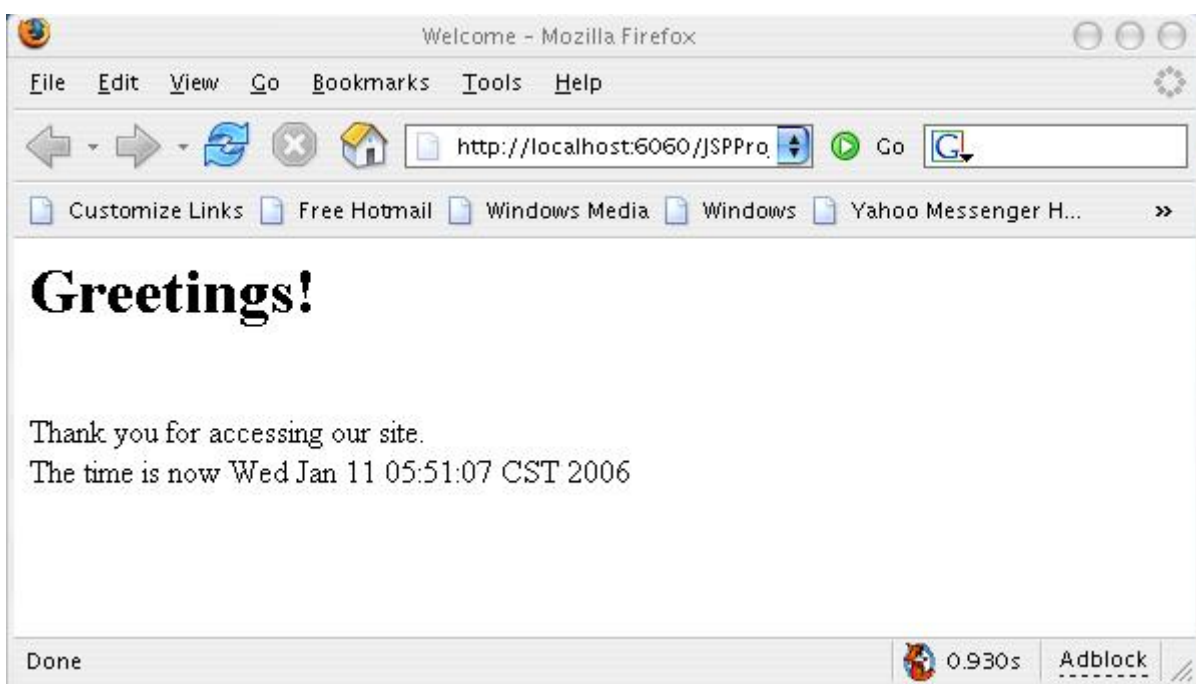 Welcome - Mozilla Firefox
File Edit View Go Bookmarks Tools Help
http://localhost:6060/JSPPro Go G
Customize Links Free Hotmail Windows Media Windows Yahoo Messenger H... »
Greetings!
Thank you for accessing our site.
The time is now Wed Jan 11 05:51:07 CST 2006
Done 0.930s Adblock